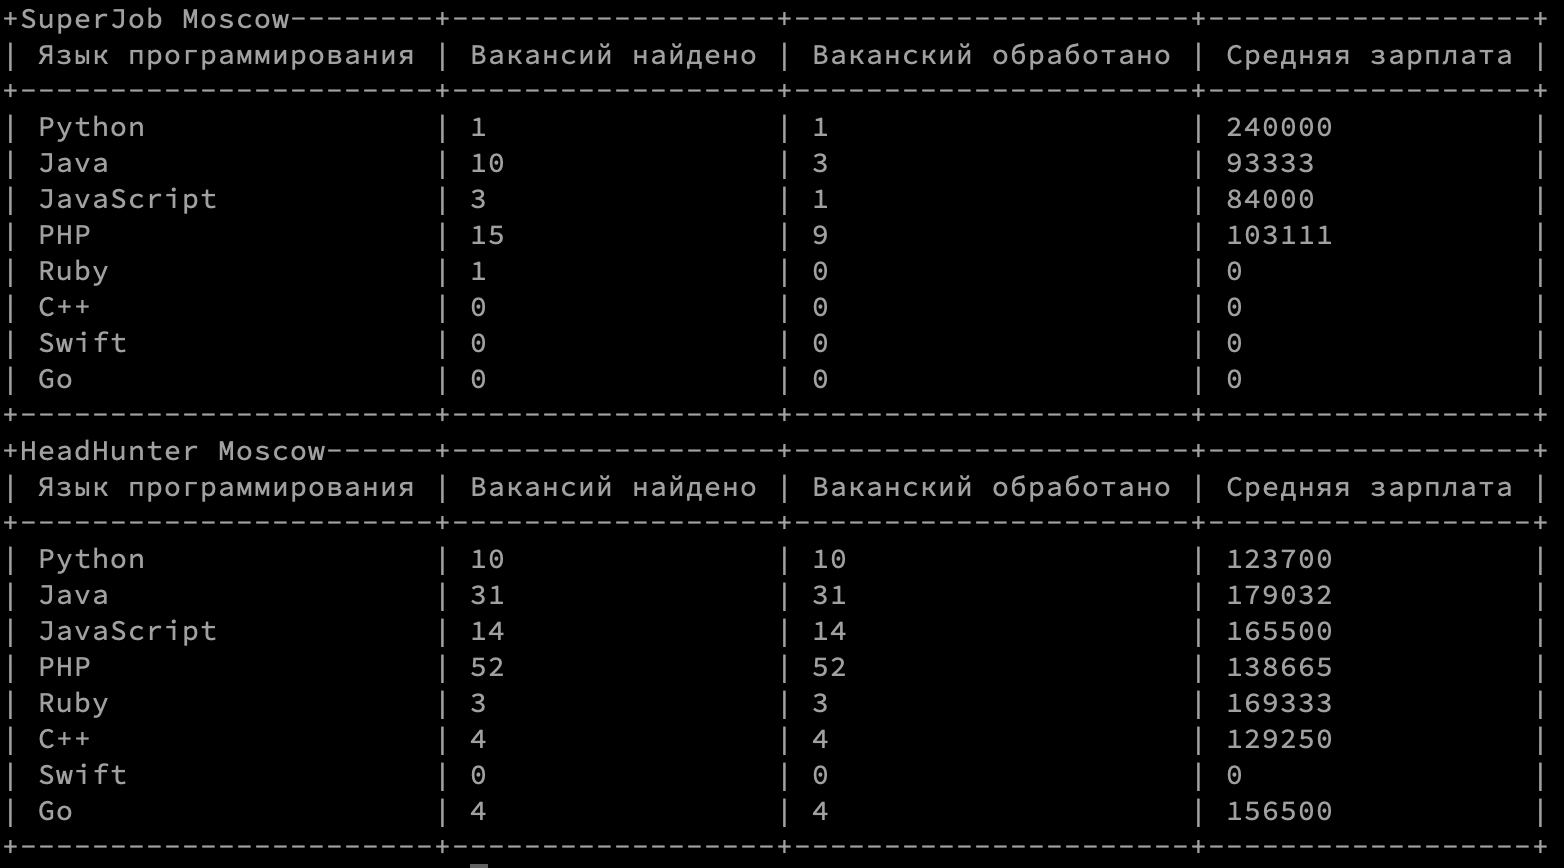 +SuperJob Moscow--------+------------------+----------------------+------------------+
| Язык программирования | Вакансий найдено | Ваканский обработано | Средняя зарплата |
+-----------------------+------------------+----------------------+------------------+
| Python                | 1                | 1                    | 240000           |
| Java                  | 10               | 3                    | 93333            |
| JavaScript            | 3                | 1                    | 84000            |
| PHP                   | 15               | 9                    | 103111           |
| Ruby                  | 1                | 0                    | 0                |
| C++                   | 0                | 0                    | 0                |
| Swift                 | 0                | 0                    | 0                |
| Go                    | 0                | 0                    | 0                |
+-----------------------+------------------+----------------------+------------------+
+HeadHunter Moscow------+------------------+----------------------+------------------+
| Язык программирования | Вакансий найдено | Ваканский обработано | Средняя зарплата |
+-----------------------+------------------+----------------------+------------------+
| Python                | 10               | 10                   | 123700           |
| Java                  | 31               | 31                   | 179032           |
| JavaScript            | 14               | 14                   | 165500           |
| PHP                   | 52               | 52                   | 138665           |
| Ruby                  | 3                | 3                    | 169333           |
| C++                   | 4                | 4                    | 129250           |
| Swift                 | 0                | 0                    | 0                |
| Go                    | 4                | 4                    | 156500           |
+-----------------------+------------------+----------------------+------------------+